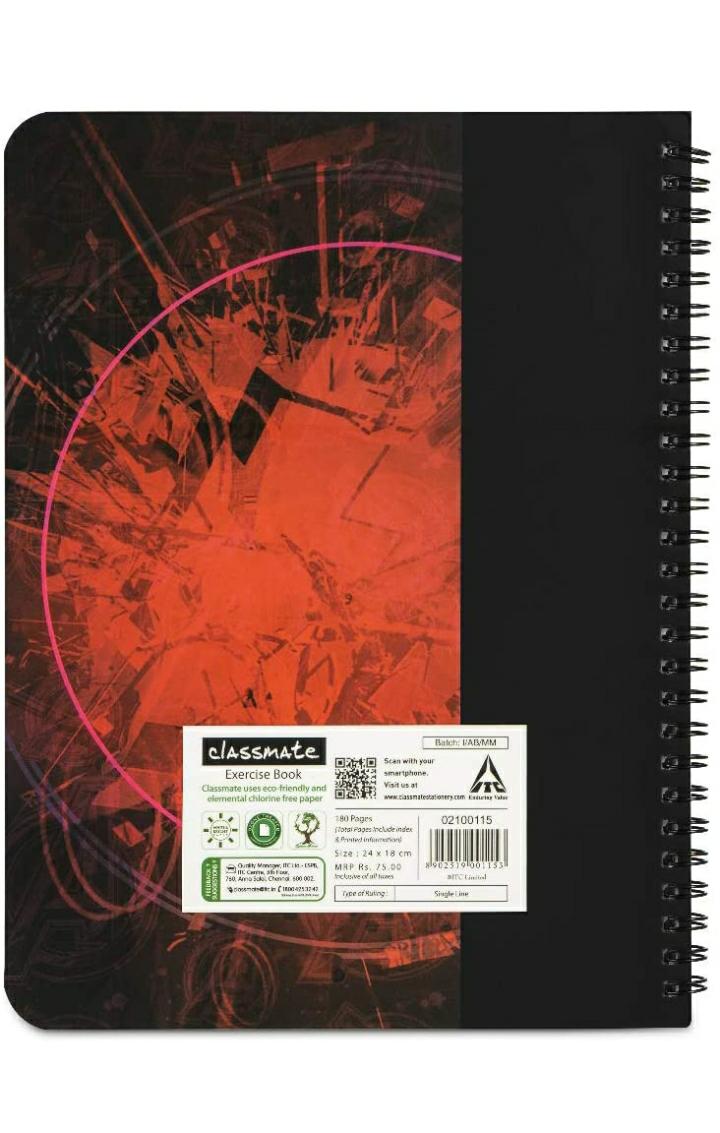 classmate
Exercise Book
Classmate uses eco-friendly and
elemental chlorine free paper
Batch: I/AB/MM
Scan with your
smartphone.
Visit us at
www.classmatestationery.com
ITC
Enduring Value
180 Pages
(Total Pages Include Index
& Printed Information)
Size : 24 x 18 cm
MRP Rs. 75.00
Inclusive of all taxes
02100115
8902519001153
©ITC Limited
FEEDBACK ?
SUGGESTIONS ?
Quality Manager, ITC Ltd.- ESPB,
ITC Centre, 5th Floor,
760, Anna Salai, Chennai. 600 002.
classmate@itc.in
1800 425 3242
Type of Ruling :
Single Line